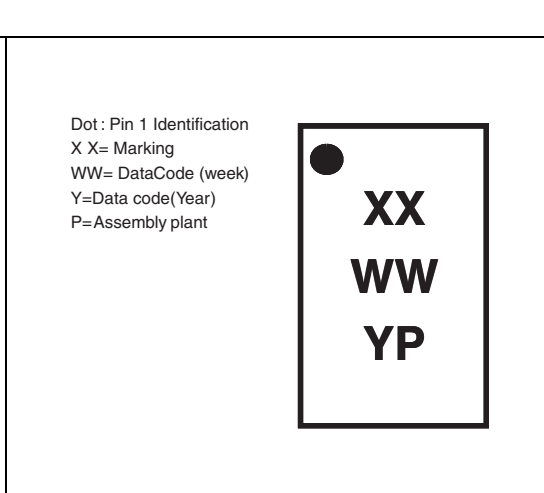 Dot : Pin 1 Identification
X X= Marking
WW= DataCode (week)
Y=Data code(Year)
P=Assembly plant
XX
WW
YP